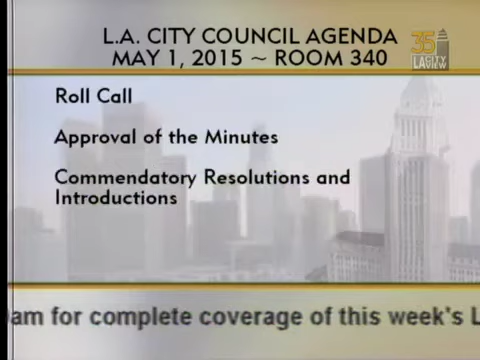 L.A. CITY COUNCIL AGENDA
MAY 1, 2015 ~ ROOM 340
35
LA CITY
VIEW
Roll Call
Approval of the Minutes
Commendatory Resolutions and
Introductions
am for complete coverage of this week's L